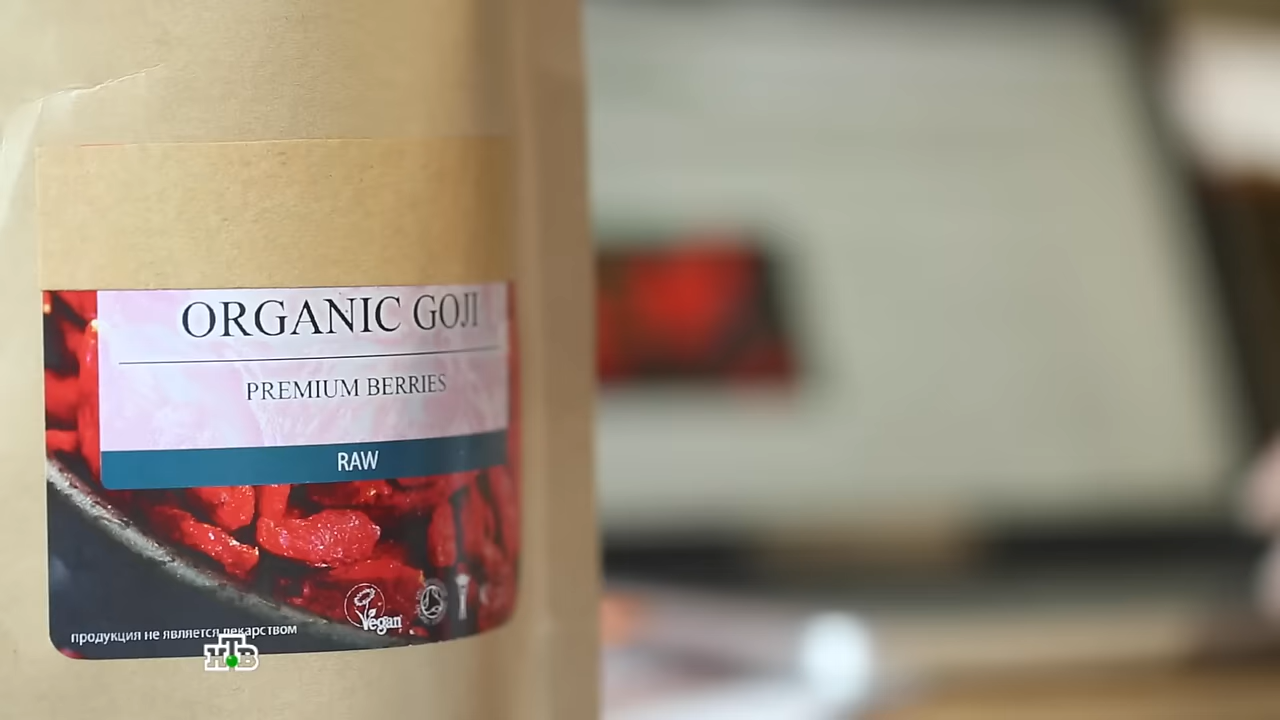 ORGANIC GOJI
PREMIUM BERRIES
RAW
Vegan
продукция не является лекарством
НТВ